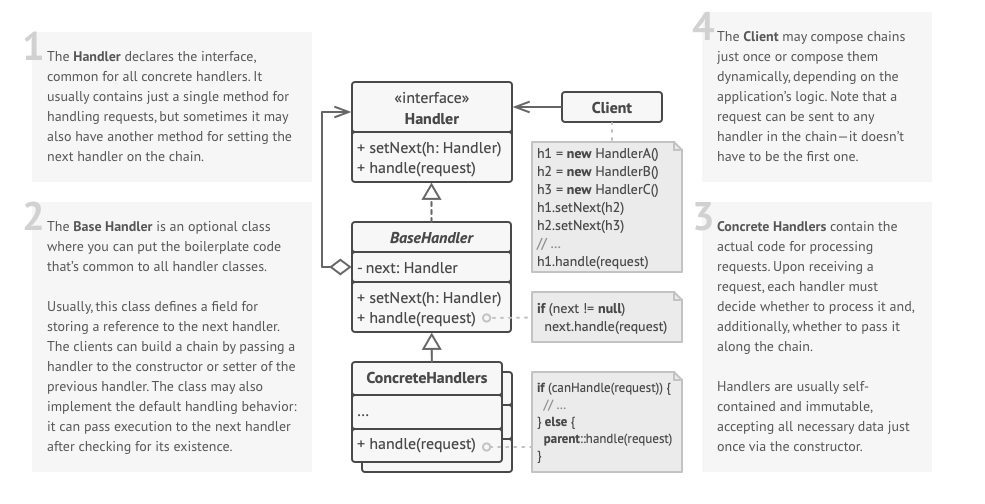 1
The Handler declares the interface,
common for all concrete handlers. It
usually contains just a single method for
handling requests, but sometimes it may
also have another method for setting the
next handler on the chain.
2
The Base Handler is an optional class
where you can put the boilerplate code
that's common to all handler classes.
Usually, this class defines a field for
storing a reference to the next handler.
The clients can build a chain by passing a
handler to the constructor or setter of the
previous handler. The class may also
implement the default handling behavior:
it can pass execution to the next handler
after checking for its existence.
«interface»
Handler
+ setNext(h: Handler)
+ handle(request)
BaseHandler
- next: Handler
+ setNext(h: Handler)
+ handle(request)
ConcreteHandlers
...
+ handle(request)
Client
h1 = new HandlerA()
h2 = new HandlerB()
h3 = new HandlerC()
h1.setNext(h2)
h2.setNext(h3)
// ...
h1.handle(request)
if (next != null)
next.handle(request)
if (canHandle(request)) {
// ...
} else {
parent::handle(request)
}
4
The Client may compose chains
just once or compose them
dynamically, depending on the
application's logic. Note that a
request can be sent to any
handler in the chain—it doesn't
have to be the first one.
3
Concrete Handlers contain the
actual code for processing
requests. Upon receiving a
request, each handler must
decide whether to process it and,
additionally, whether to pass it
along the chain.
Handlers are usually self-
contained and immutable,
accepting all necessary data just
once via the constructor.